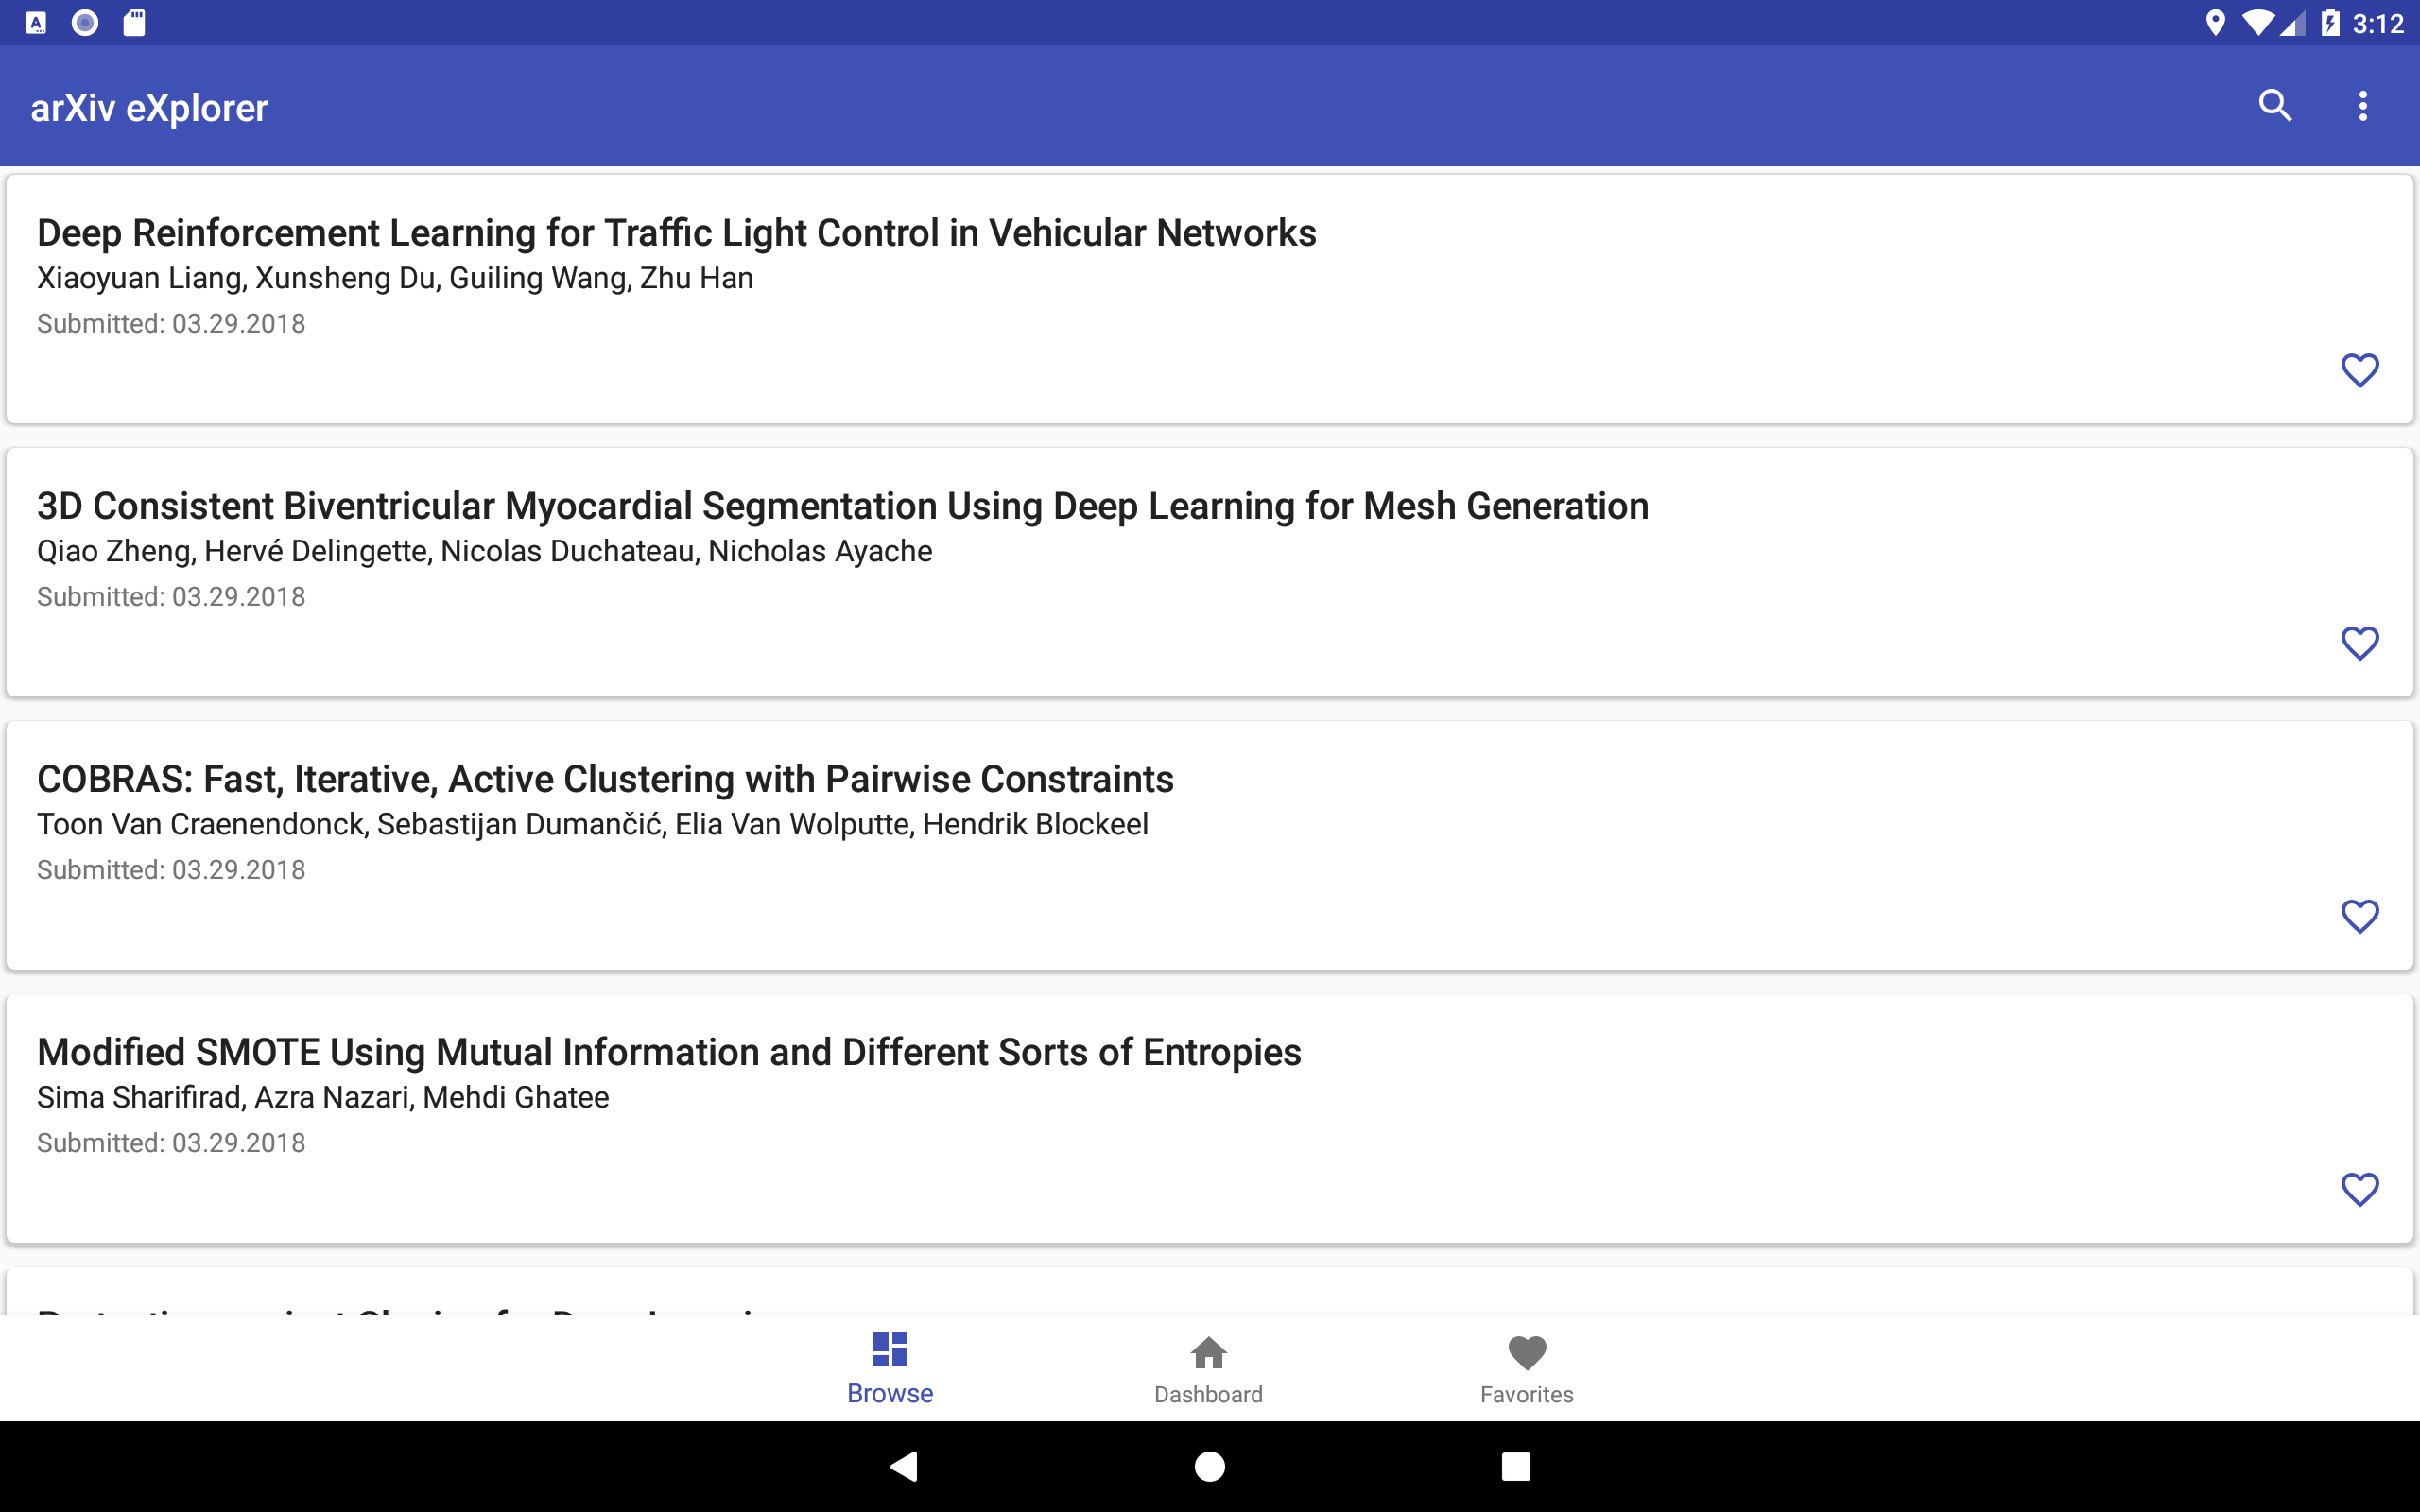 3:12
arXiv eXplorer
Deep Reinforcement Learning for Traffic Light Control in Vehicular Networks
Xiaoyuan Liang, Xunsheng Du, Guiling Wang, Zhu Han
Submitted: 03.29.2018
3D Consistent Biventricular Myocardial Segmentation Using Deep Learning for Mesh Generation
Qiao Zheng, Hervé Delingette, Nicolas Duchateau, Nicholas Ayache
Submitted: 03.29.2018
COBRAS: Fast, Iterative, Active Clustering with Pairwise Constraints
Toon Van Craenendonck, Sebastijan Dumančić, Elia Van Wolputte, Hendrik Blockeel
Submitted: 03.29.2018
Modified SMOTE Using Mutual Information and Different Sorts of Entropies
Sima Sharifirad, Azra Nazari, Mehdi Ghatee
Submitted: 03.29.2018
Browse
Dashboard
Favorites